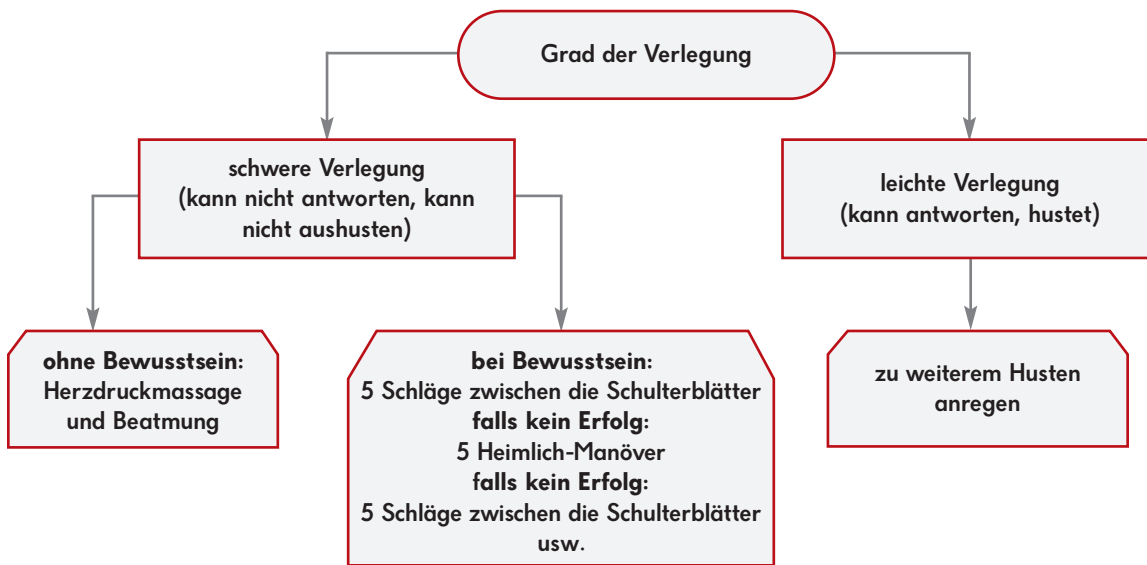 Grad der Verlegung
schwere Verlegung
(kann nicht antworten, kann
nicht aushusten)
leichte Verlegung
(kann antworten, hustet)
ohne Bewusstsein:
Herzdruckmassage
und Beatmung
bei Bewusstsein:
5 Schläge zwischen die Schulterblätter
falls kein Erfolg:
5 Heimlich-Manöver
falls kein Erfolg:
5 Schläge zwischen die Schulterblätter
usw.
zu weiterem Husten
anregen